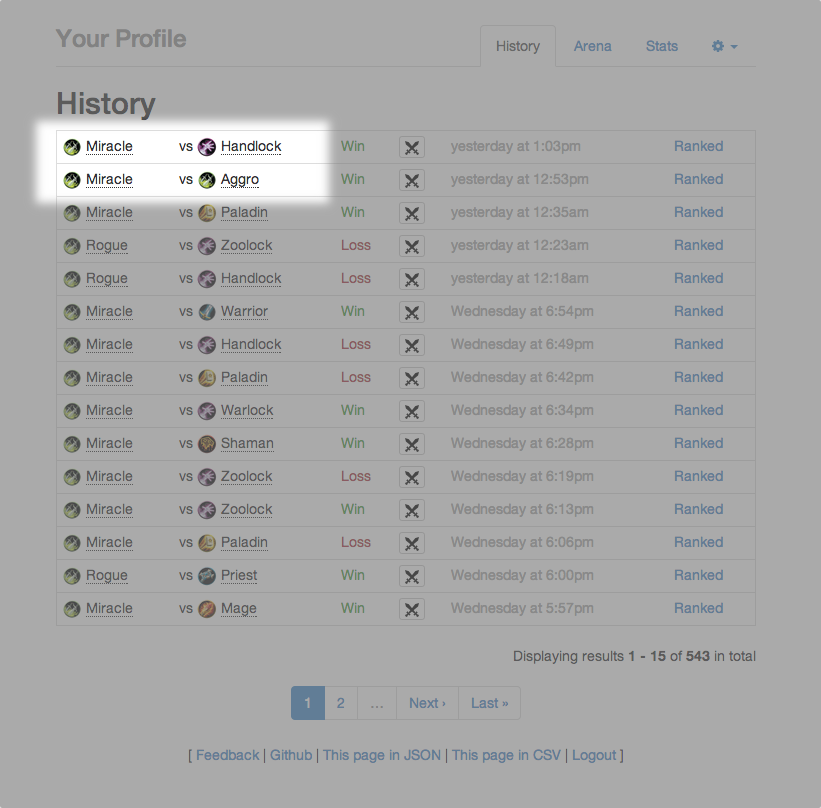 Your Profile History Arena Stats
History
Miracle vs Handlock Win yesterday at 1:03pm Ranked
Miracle vs Aggro Win yesterday at 12:53pm Ranked
Miracle vs Paladin Win yesterday at 12:35am Ranked
Rogue vs Zoolock Loss yesterday at 12:23am Ranked
Rogue vs Handlock Loss yesterday at 12:18am Ranked
Miracle vs Warrior Win Wednesday at 6:54pm Ranked
Miracle vs Handlock Loss Wednesday at 6:49pm Ranked
Miracle vs Paladin Loss Wednesday at 6:42pm Ranked
Miracle vs Warlock Win Wednesday at 6:34pm Ranked
Miracle vs Shaman Win Wednesday at 6:28pm Ranked
Miracle vs Zoolock Loss Wednesday at 6:19pm Ranked
Miracle vs Zoolock Win Wednesday at 6:13pm Ranked
Miracle vs Paladin Loss Wednesday at 6:06pm Ranked
Rogue vs Priest Win Wednesday at 6:00pm Ranked
Miracle vs Mage Win Wednesday at 5:57pm Ranked
Displaying results 1 - 15 of 543 in total
1 2 … Next › Last »
[ Feedback | Github | This page in JSON | This page in CSV | Logout ]